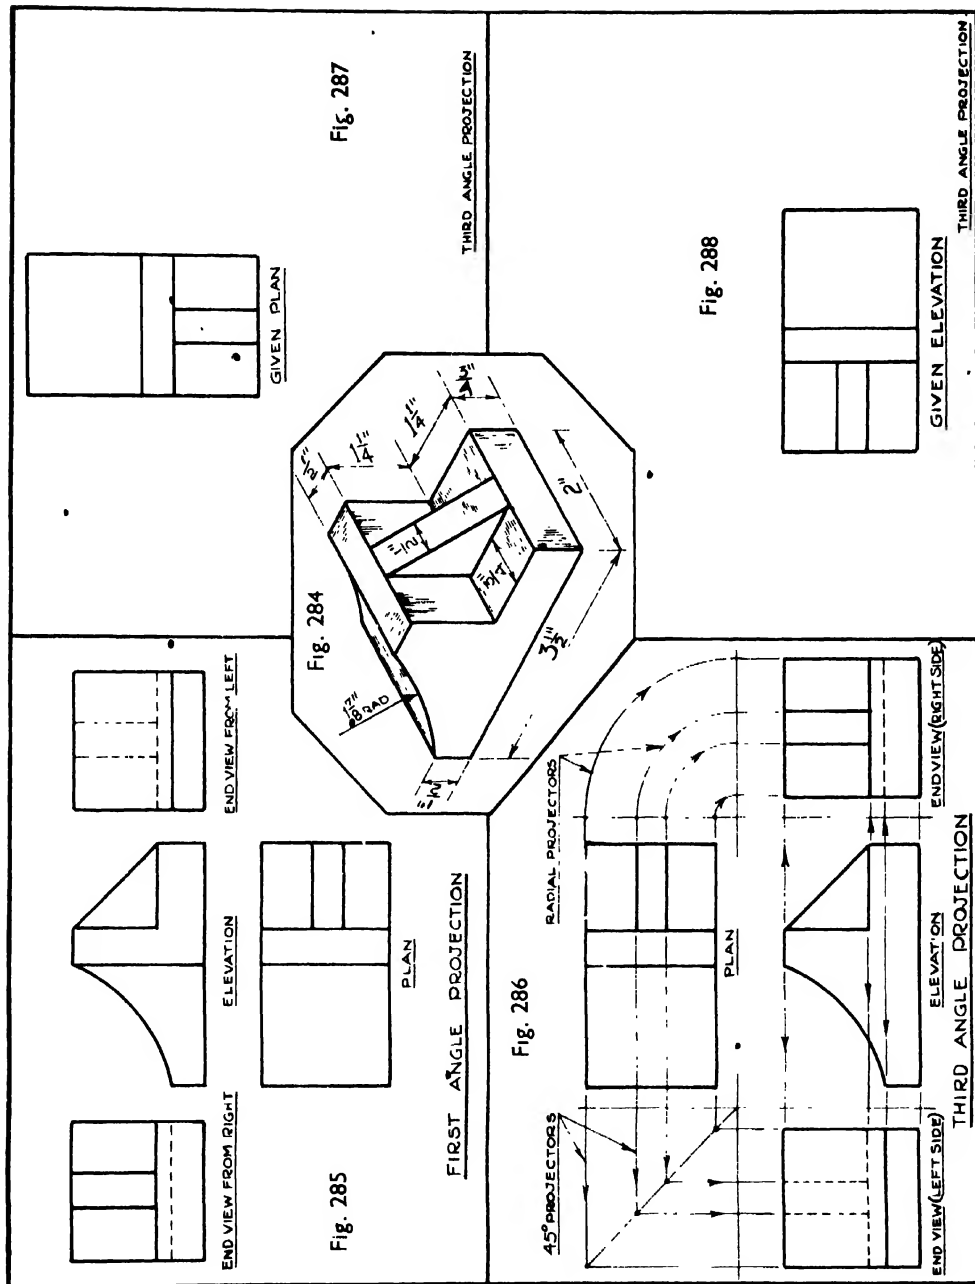 END VIEW FROM RIGHT
ELEVATION
END VIEW FROM LEFT
PLAN
Fig. 285
FIRST ANGLE PROJECTION
Fig. 287
GIVEN PLAN
THIRD ANGLE PROJECTION
Fig. 284
1 7/8" RAD
1/2"
1/2"
1 1/4"
1 1/4"
3/4"
1/2"
3/4"
3 1/2"
2"
Fig. 286
45° PROJECTORS
RADIAL PROJECTORS
PLAN
END VIEW (LEFT SIDE)
ELEVATION
END VIEW (RIGHT SIDE)
THIRD ANGLE PROJECTION
Fig. 288
GIVEN ELEVATION
THIRD ANGLE PROJECTION